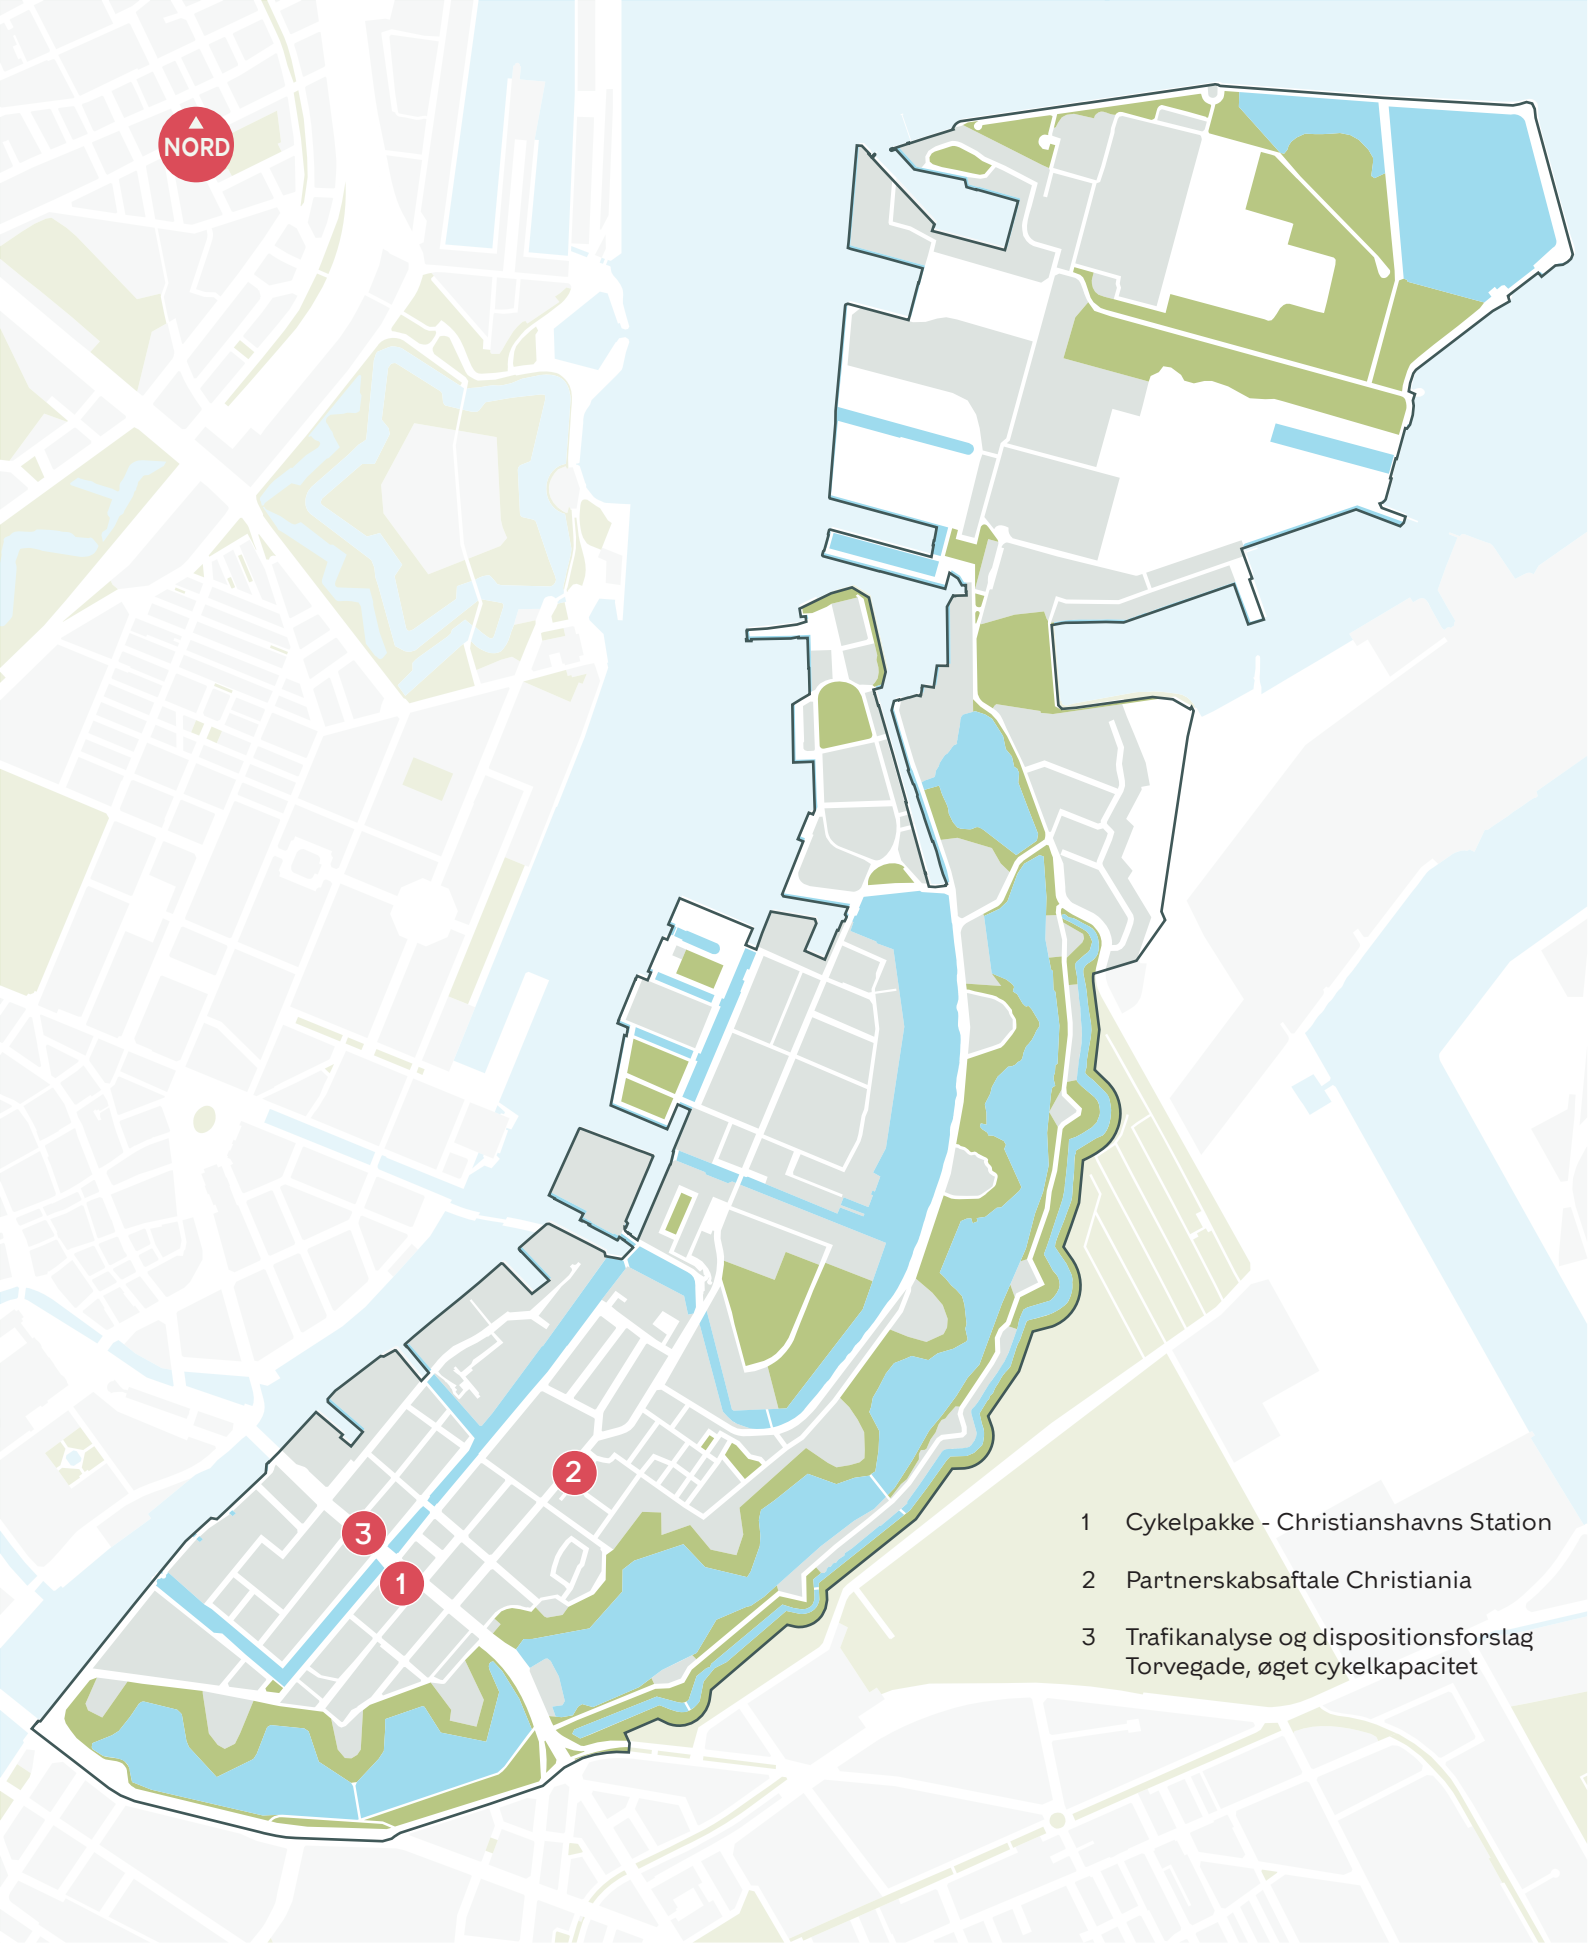 NORD
2
3
1
1 Cykelpakke - Christianshavns Station
2 Partnerskabsaftale Christiania
3 Trafikanalyse og dispositionsforslag
Torvegade, øget cykelkapacitet